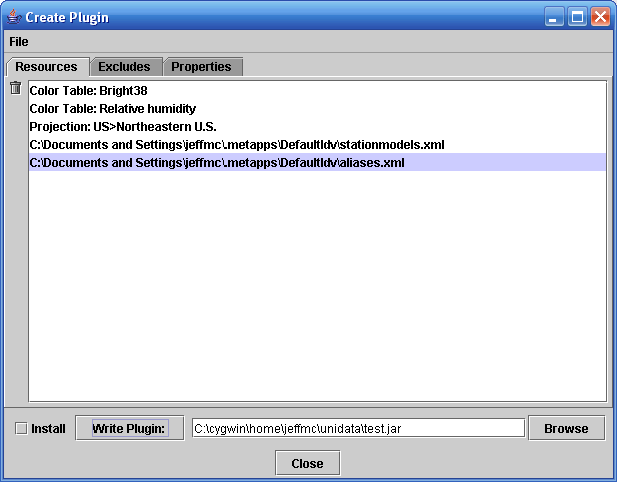 Create Plugin
File
Resources Excludes Properties
Color Table: Bright38
Color Table: Relative humidity
Projection: US>Northeastern U.S.
C:\Documents and Settings\jeffmc\.metapps\DefaultIdv\stationmodels.xml
C:\Documents and Settings\jeffmc\.metapps\DefaultIdv\aliases.xml
Install Write Plugin: C:\cygwin\home\jeffmc\unidata\test.jar Browse
Close